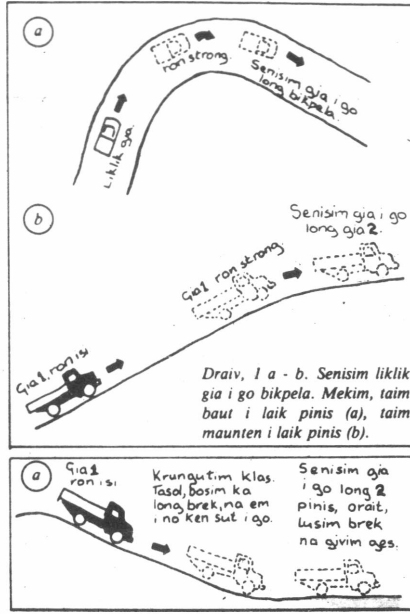 a
ron strong.
Senisim gia i go
long bikpela.
Liklik gia.
b
Senisim gia i go
long gia 2.
Gia 1 ron strong.
Gia 1, ron isi
Draiv, 1 a - b. Senisim liklik
gia i go bikpela. Mekim, taim
baut i laik pinis (a), taim
maunten i laik pinis (b).
a
Gia 1
ron isi
Krungutim klas.
Tasol, bosim ka
long brek, na em
i no ken sut i go.
Senisim gia
i go long 2
pinis, orait,
lusim brek
na givim ges.